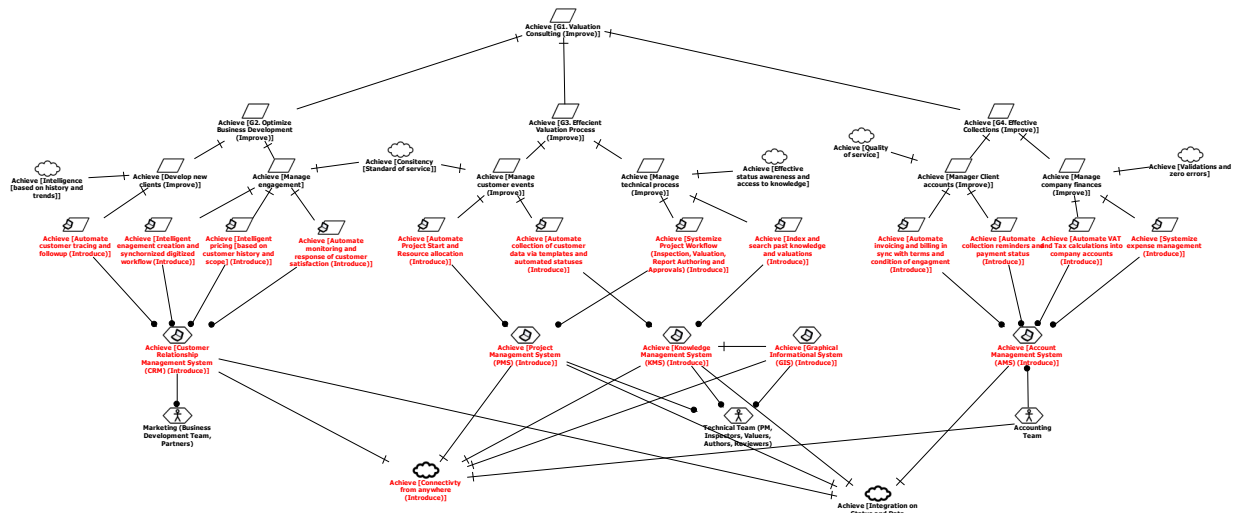 Achieve [G1. Valuation
Consulting (Improve)]
Achieve [G2. Optimize
Business Development
(Improve)]
Achieve [G3. Effecient
Valuation Process
(Improve)]
Achieve [G4. Effective
Collections (Improve)]
Achieve [Quality
of service]
Achieve [Intelligence
[based on history and
trends]]
Achieve [Develop new
clients (Improve)]
Achieve [Manage
engagement]
Achieve [Consitency
[Standard of service]]
Achieve [Manage
customer events
(Improve)]
Achieve [Manage
technical process
(Improve)]
Achieve [Effective
status awareness and
access to knowledge]
Achieve [Manager Client
accounts (Improve)]
Achieve [Manage
company finances
(Improve)]
Achieve [Validations and
zero errors]
Achieve [Automate
customer tracing and
followup (Introduce)]
Achieve [Intelligent
enagement creation and
synchornized digitized
workflow (Introduce)]
Achieve [Intelligent
pricing [based on
customer history and
scope] (Introduce)]
Achieve [Automate
monitoring and
response of customer
satisfaction (Introduce)]
Achieve [Automate
Project Start and
Resource allocation
(Introduce)]
Achieve [Automate
collection of customer
data via templates and
automated statuses
(Introduce)]
Achieve [Systemize
Project Workflow
(Inspection, Valuation,
Report Authoring and
Approvals) (Introduce)]
Achieve [Index and
search past knowledge
and valuations
(Introduce)]
Achieve [Automate
invoicing and billing in
sync with terms and
condition of engagment
(Introduce)]
Achieve [Automate
collection reminders and
payment status
(Introduce)]
Achieve [Automate VAT
and Tax calculations into
company accounts
(Introduce)]
Achieve [Systemize
expense management
(Introduce)]
Achieve [Customer
Relationship
Management System
(CRM) (Introduce)]
Achieve [Project
Management System
(PMS) (Introduce)]
Achieve [Knowledge
Management System
(KMS) (Introduce)]
Achieve [Graphical
Informational System
(GIS) (Introduce)]
Achieve [Account
Management System
(AMS) (Introduce)]
Marketing (Business
Development Team,
Partners)
Technical Team (PM,
Inspectors, Valuers,
Authors, Reviewers)
Accounting
Team
Achieve [Connectivty
from anywhere
(Introduce)]
Achieve [Integration on
Status and Data